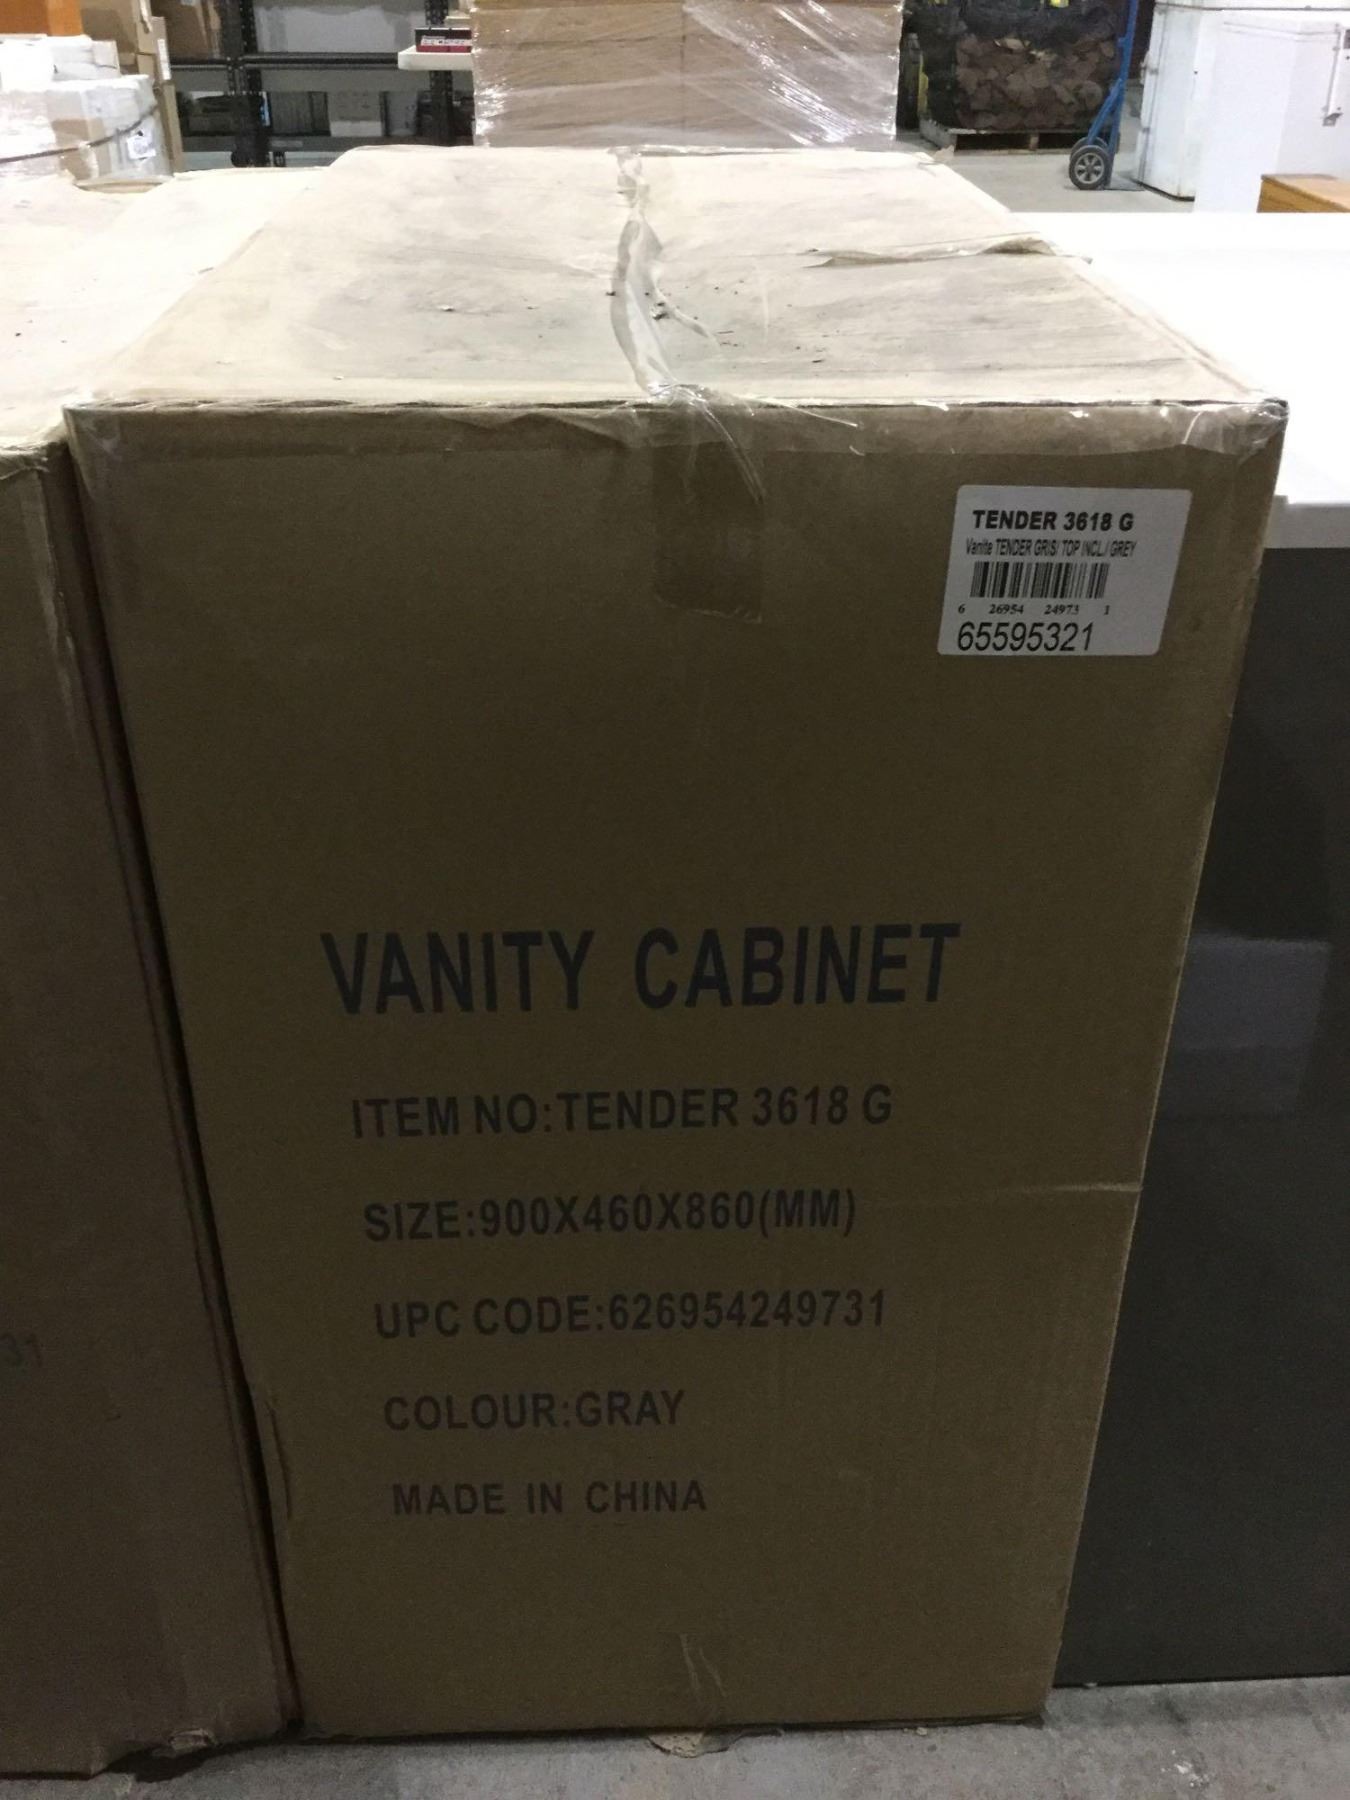 TENDER 3618 G
Vanite TENDER GRIS/ TOP INCL./ GREY
6 26954 24973 1
65595321
VANITY CABINET
ITEM NO:TENDER 3618 G
SIZE:900X460X860(MM)
UPC CODE:626954249731
COLOUR:GRAY
MADE IN CHINA
31